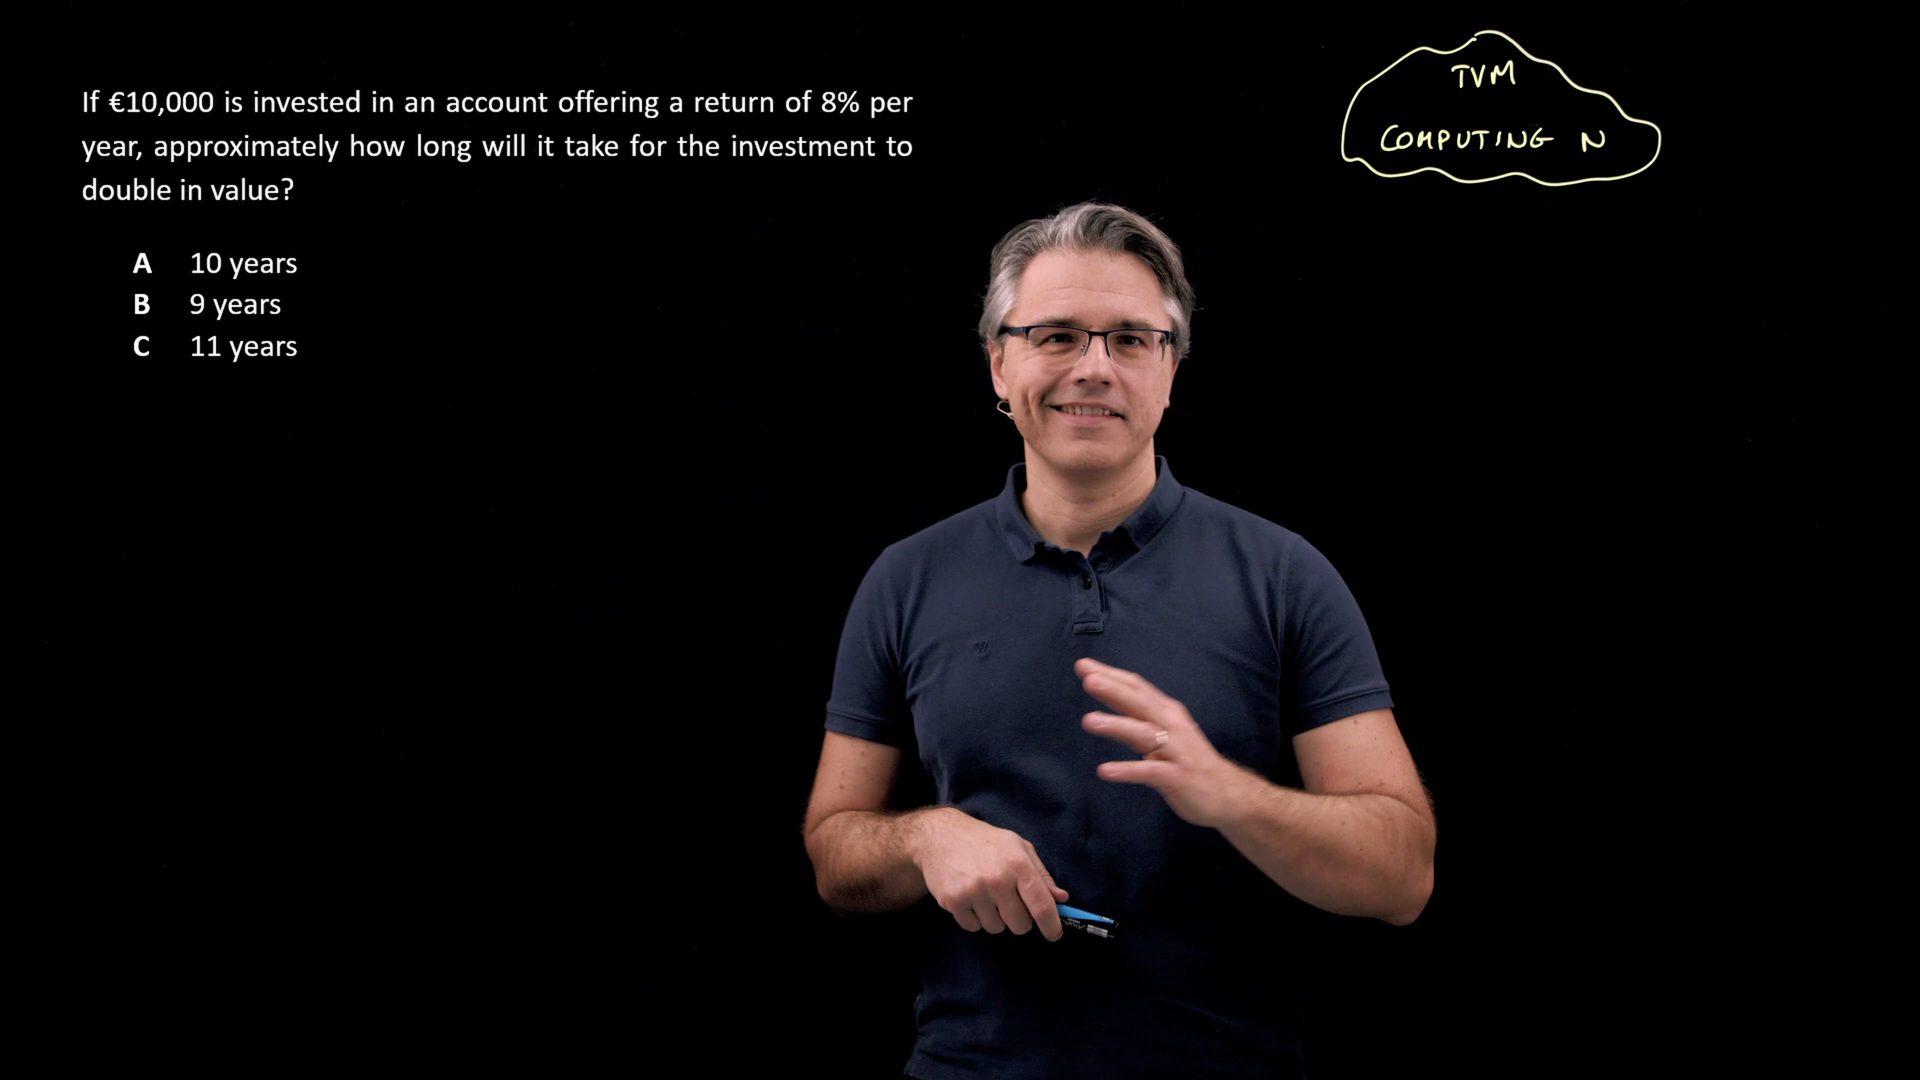 If €10,000 is invested in an account offering a return of 8% per
year, approximately how long will it take for the investment to
double in value?
A 10 years
B 9 years
C 11 years
TVM
COMPUTING N